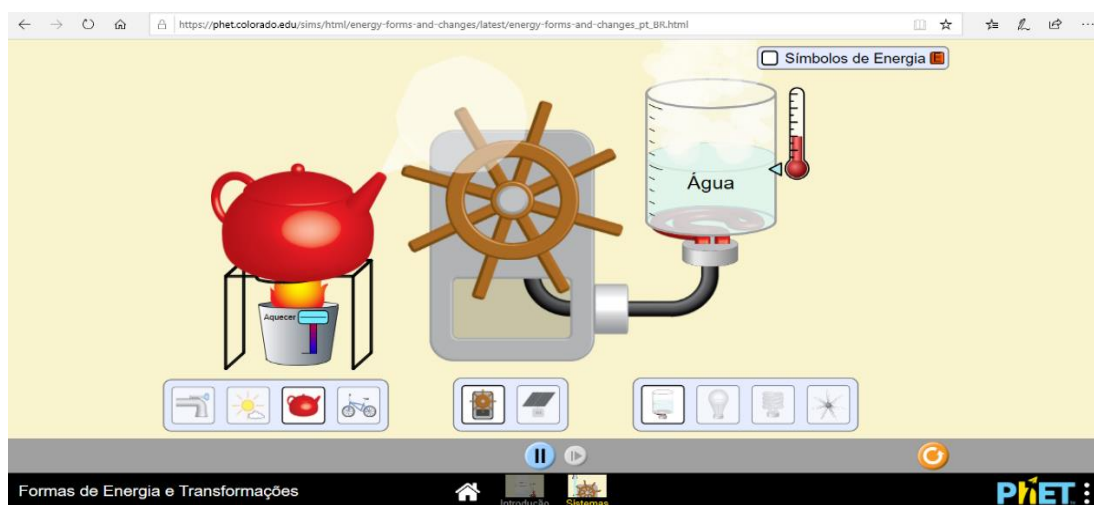 https://phet.colorado.edu/sims/html/energy-forms-and-changes/latest/energy-forms-and-changes_pt_BR.html
Símbolos de Energia E
Água
Aquecer
Formas de Energia e Transformações
Introdução
Sistemas
PhET